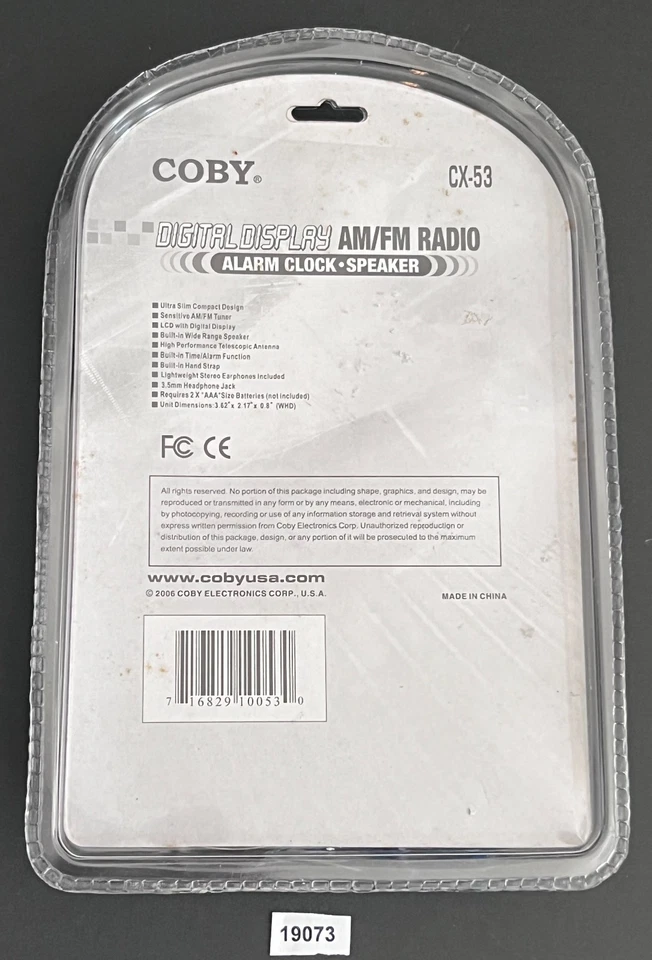 COBY®
CX-53
DIGITAL DISPLAY AM/FM RADIO
ALARM CLOCK•SPEAKER
■ Ultra Slim Compact Design
■ Sensitive AM/FM Tuner
■ LCD with Digital Display
■ Built-in Wide Range Speaker
■ High Performance Telescopic Antenna
■ Built-in Time/Alarm Function
■ Built-in Hand Strap
■ Lightweight Stereo Earphones Included
■ 3.5mm Headphone Jack
■ Requires 2 X "AAA"Size Batteries (not included)
■ Unit Dimensions:3.62"x 2.17"x 0.8" (WHD)
FC CE
All rights reserved. No portion of this package including shape, graphics, and design, may be
reproduced or transmitted in any form or by any means, electronic or mechanical, including
by photocopying, recording or use of any information storage and retrieval system without
express written permission from Coby Electronics Corp. Unauthorized reproduction or
distribution of this package, design, or any portion of it will be prosecuted to the maximum
extent possible under law.
www.cobyusa.com
© 2006 COBY ELECTRONICS CORP., U.S.A.
MADE IN CHINA
7 16829 10053 0
19073